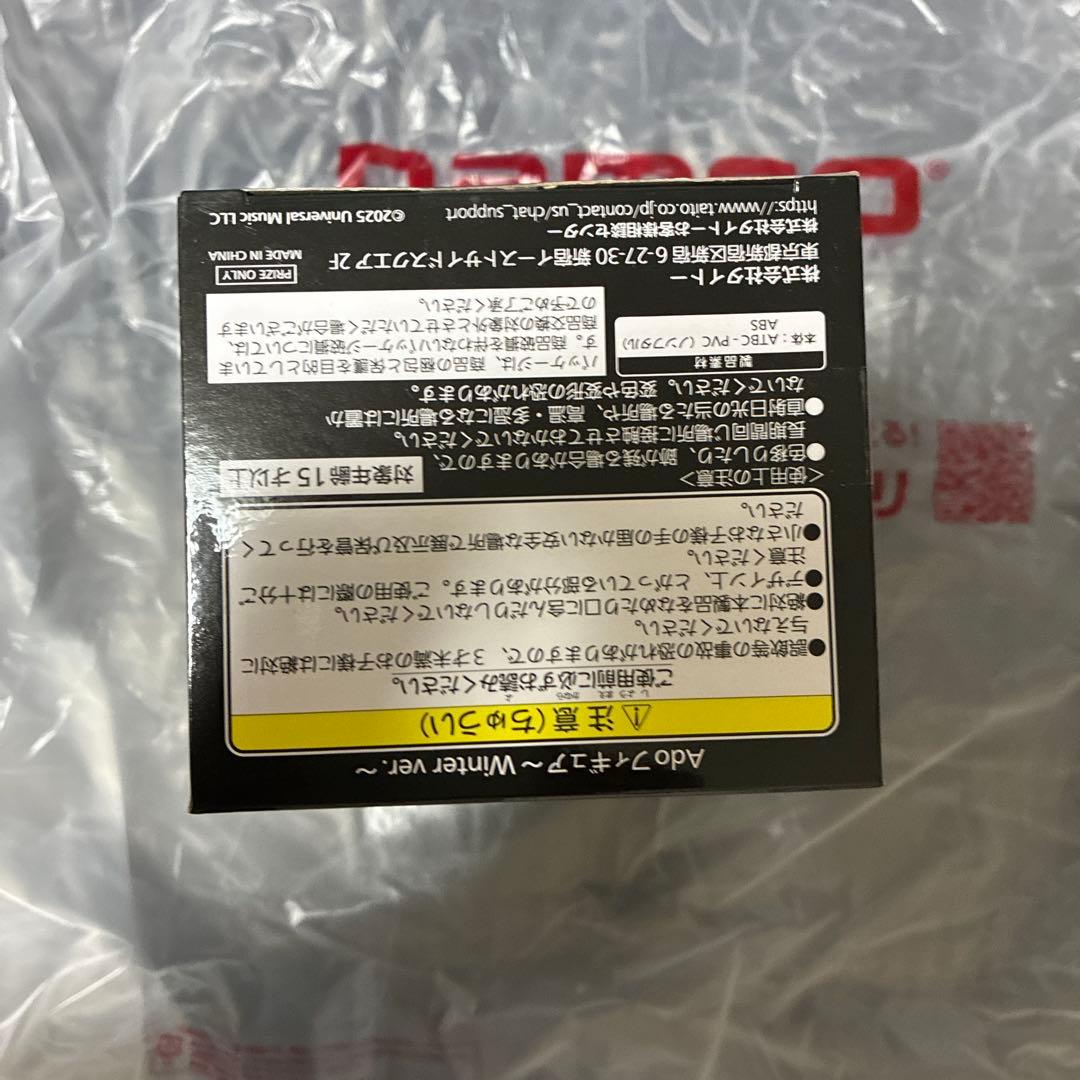 Adoフィギュア～Winter ver.～
⚠ 注意(ちゅうい)
ご使用前に必ずお読みください。
●誤飲等の事故の恐れがありますので、3才未満のお子様には絶対に
与えないでください。
●絶対に本製品をなめたり口に含んだりしないでください。
●デザイン上、とがっている部分があります。ご使用の際には十分ご
注意ください。
●小さなお子様の手の届かない安全な場所で展示及び保管を行ってく
ださい。
<使用上の注意>
対象年齢15才以上
●色移りしたり、跡が残る場合がありますので、
長期間同じ場所に接触させておかないでください。
●直射日光の当たる場所や、高温・多湿になる場所には置か
ないでください。変色や変形の恐れがあります。
製品素材
本体：ATBC-PVC(ノンフタル)
ABS
パッケージは、商品の梱包と保護を目的としていま
す。商品破損を伴わないパッケージ破損については、
商品交換の対象外とさせていただく場合がございます
ので予めご了承ください。
株式会社タイトー
東京都新宿区新宿 6-27-30 新宿イーストサイドスクエア 2F
株式会社タイトーお客様相談センター
https://www.taito.co.jp/contact_us/chat_support
PRIZE ONLY
MADE IN CHINA
©2025 Universal Music LLC
namco